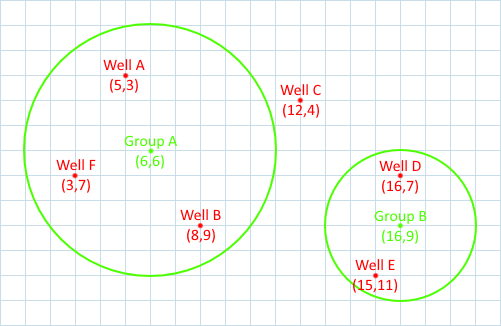 Well A
(5,3)
Well C
(12,4)
Group A
(6,6)
Well F
(3,7)
Well D
(16,7)
Well B
(8,9)
Group B
(16,9)
Well E
(15,11)